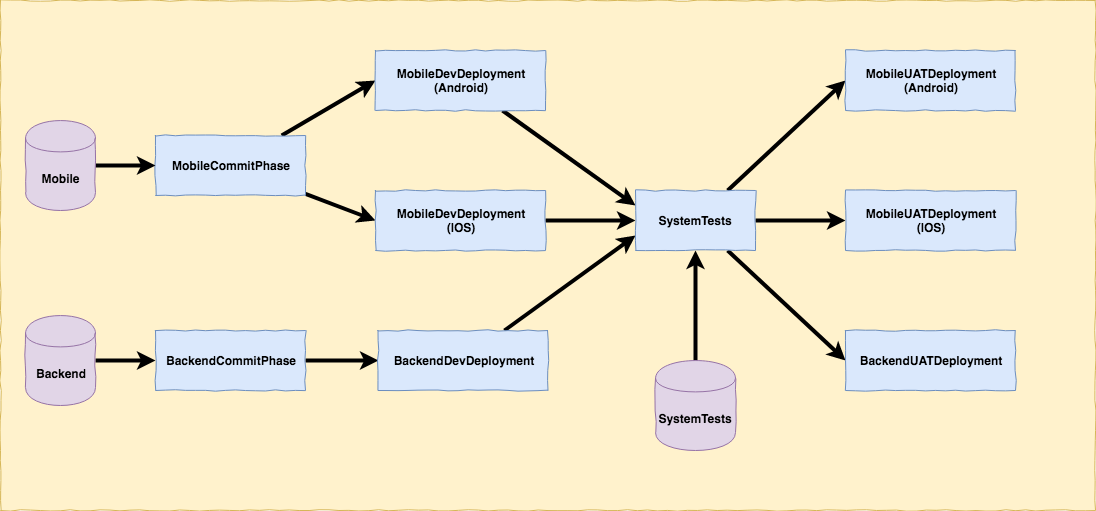 MobileDevDeployment
(Android)
MobileUATDeployment
(Android)
Mobile
MobileCommitPhase
MobileDevDeployment
(IOS)
SystemTests
MobileUATDeployment
(IOS)
Backend
BackendCommitPhase
BackendDevDeployment
BackendUATDeployment
SystemTests